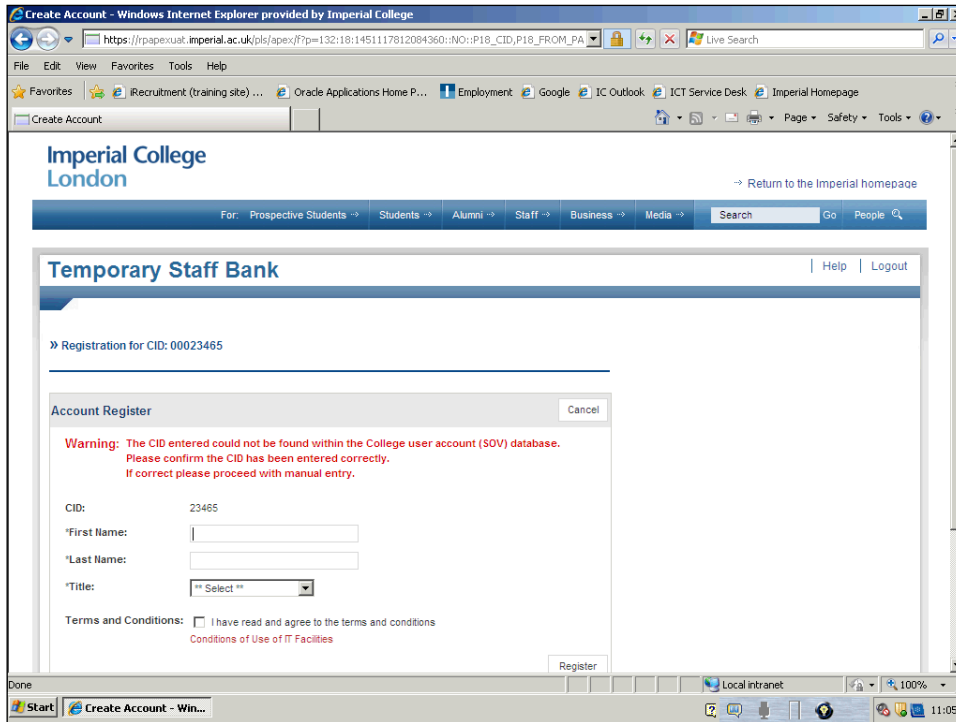 Create Account - Windows Internet Explorer provided by Imperial College
https://rpapexuat.imperial.ac.uk/pls/apex/f?p=132:18:1451117812084360::NO::P18_CID,P18_FROM_PA
Live Search
File Edit View Favorites Tools Help
Favorites iRecruitment (training site) ... Oracle Applications Home P... Employment Google IC Outlook ICT Service Desk Imperial Homepage
Create Account
Page Safety Tools
Imperial College
London
Return to the Imperial homepage
For: Prospective Students Students Alumni Staff Business Media Search Go People
Temporary Staff Bank
Help Logout
» Registration for CID: 00023465
Account Register
Cancel
Warning: The CID entered could not be found within the College user account (SOV) database.
Please confirm the CID has been entered correctly.
If correct please proceed with manual entry.
CID: 23465
*First Name:
*Last Name:
*Title: ** Select **
Terms and Conditions: I have read and agree to the terms and conditions
Conditions of Use of IT Facilities
Register
Done
Local intranet
100%
Start
Create Account - Win...
11:05